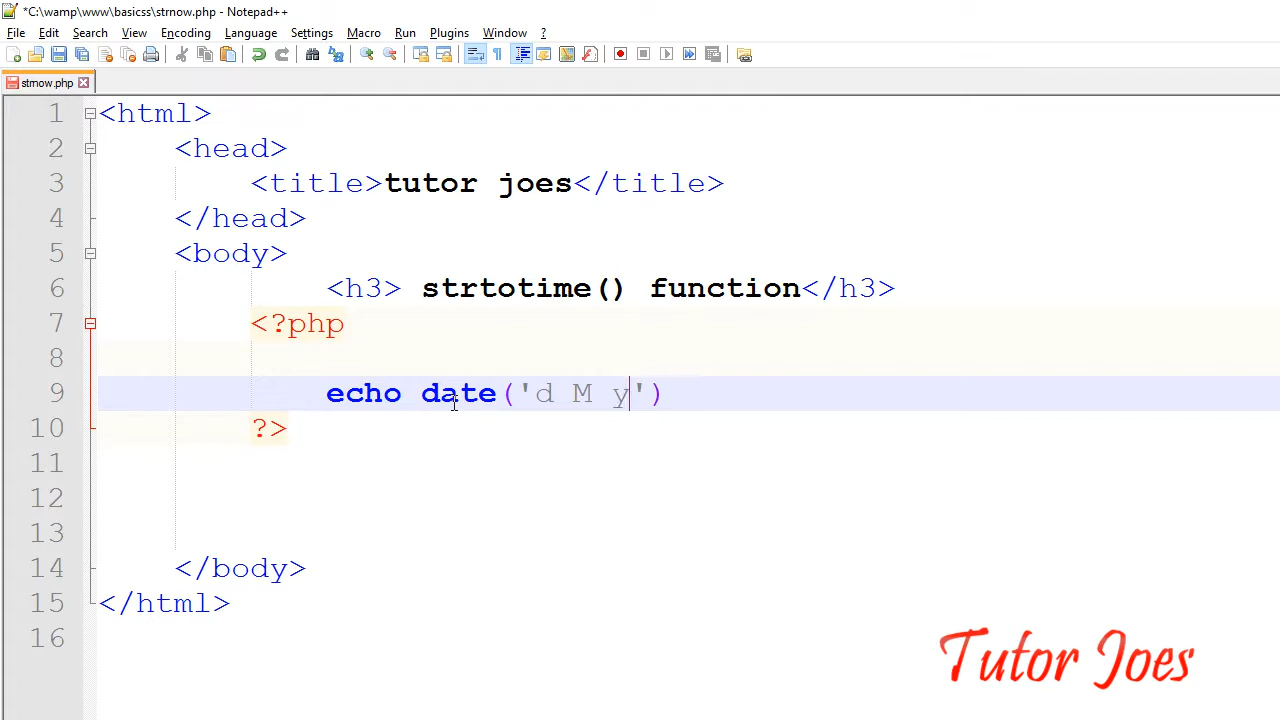 *C:\wamp\www\basicss\strnow.php - Notepad++
File Edit Search View Encoding Language Settings Macro Run Plugins Window ?
strnow.php
1 <html>
2 <head>
3 <title>tutor joes</title>
4 </head>
5 <body>
6 <h3> strtotime() function</h3>
7 <?php
8
9 echo date('d M y')
10 ?>
11
12
13
14 </body>
15 </html>
16
Tutor Joes